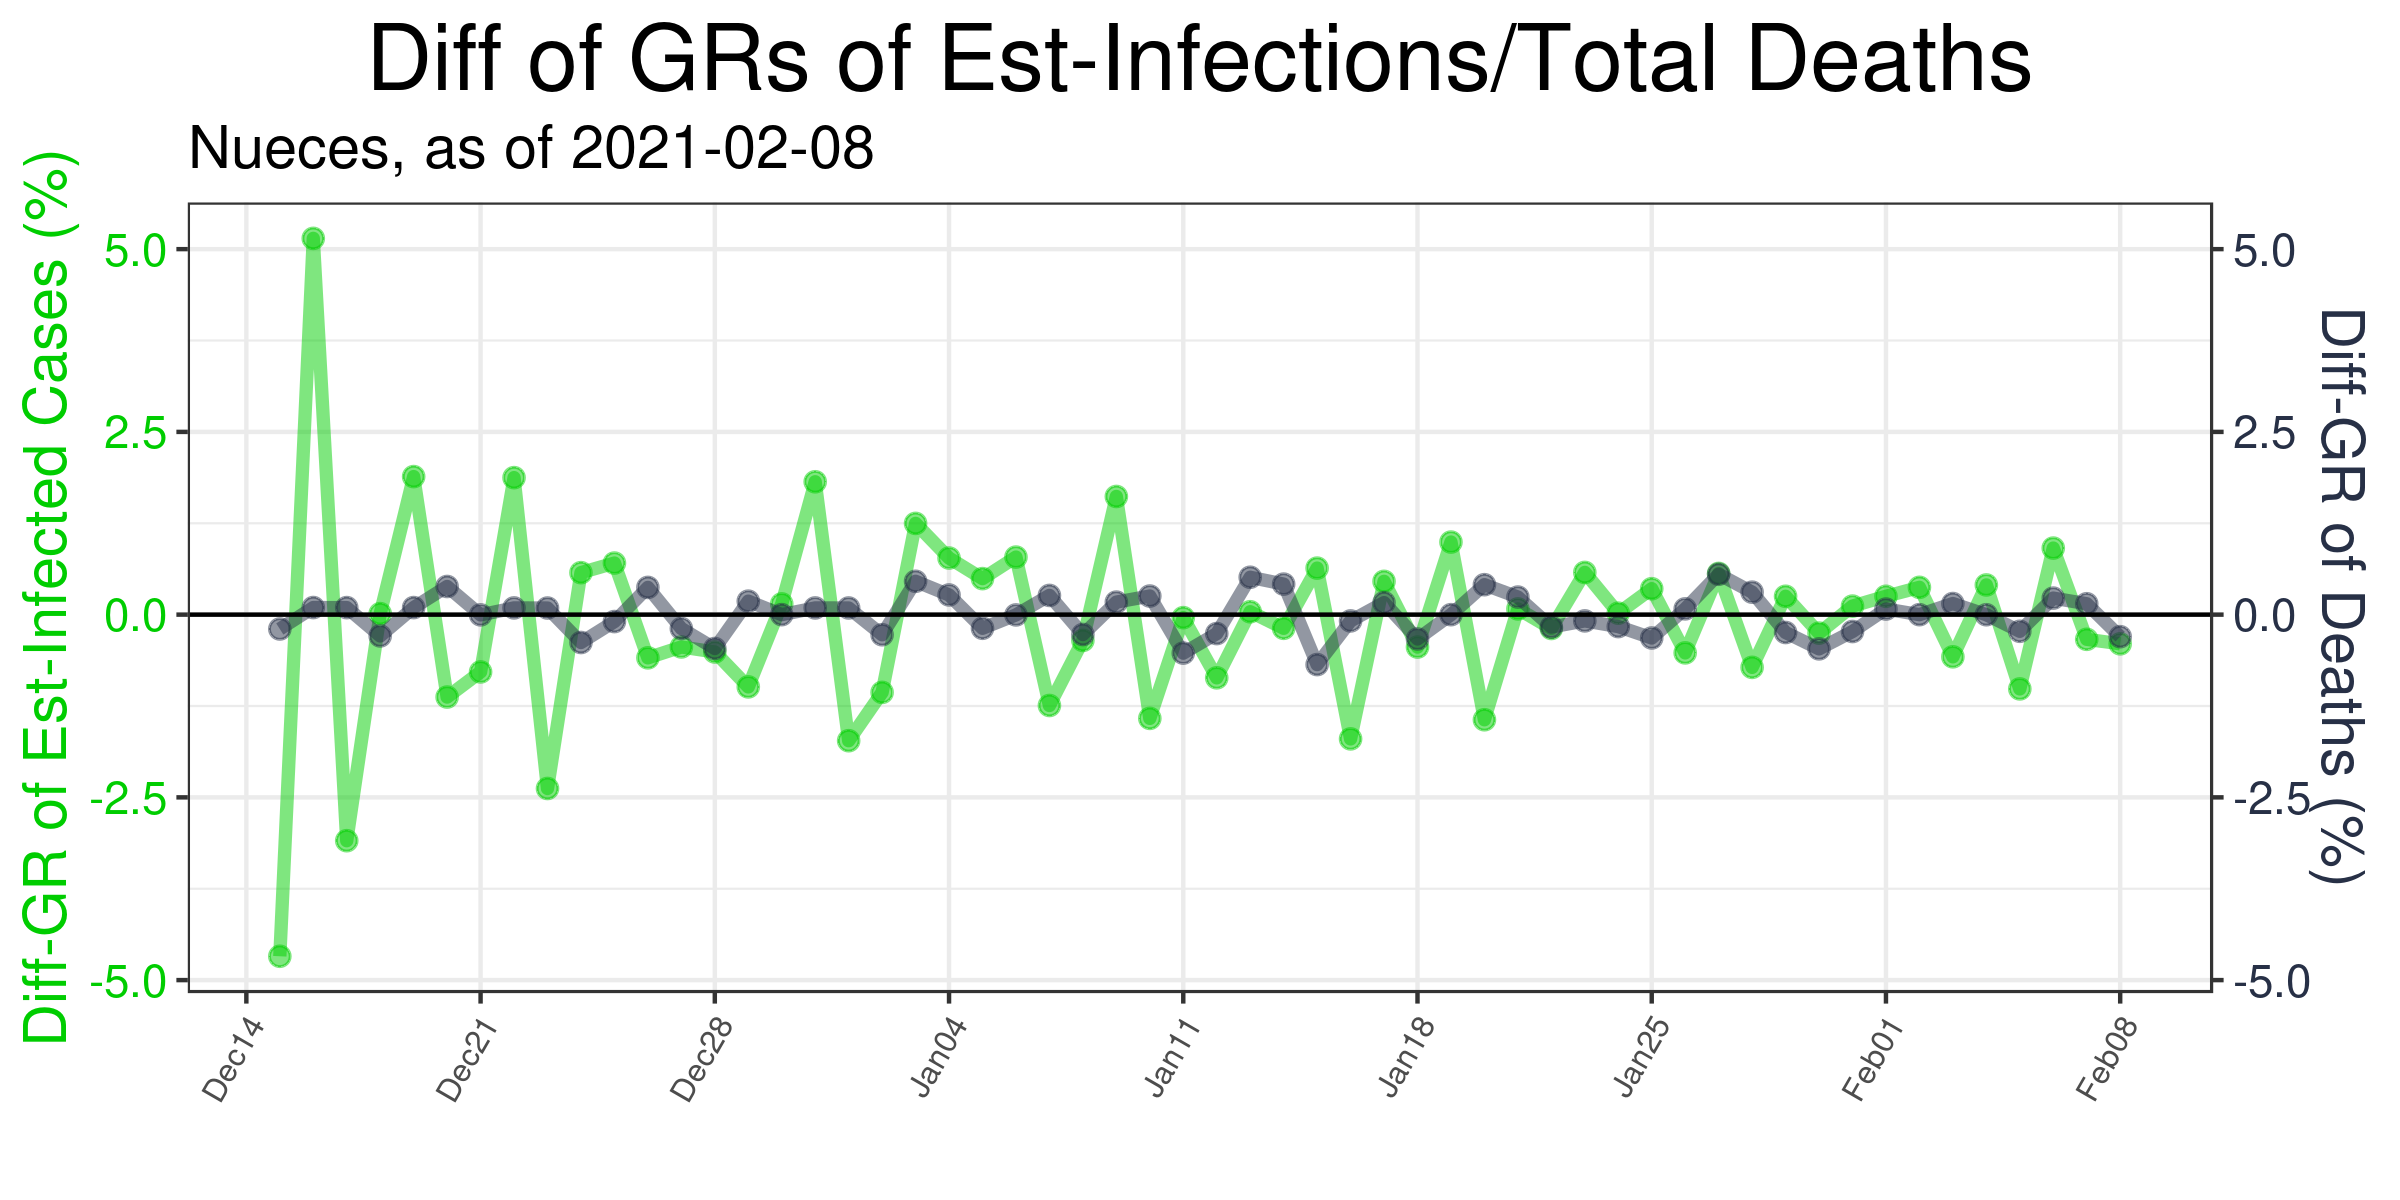 Diff of GRs of Est-Infections/Total Deaths
Nueces, as of 2021-02-08
Diff-GR of Est-Infected Cases (%)
5.0
2.5
0.0
-2.5
-5.0
5.0
2.5
0.0
-2.5
-5.0
Diff-GR of Deaths (%)
Dec14
Dec21
Dec28
Jan04
Jan11
Jan18
Jan25
Feb01
Feb08